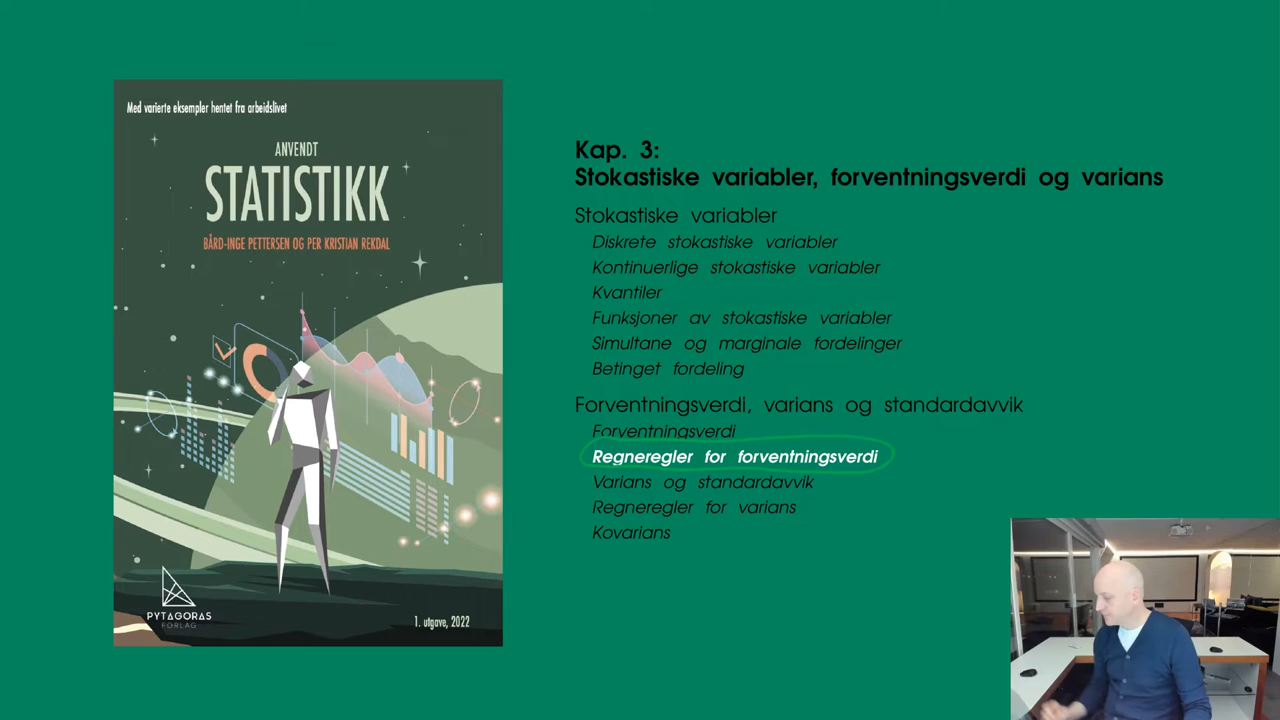 Med varierte eksempler hentet fra arbeidslivet
ANVENDT
STATISTIKK
BÅRD-INGE PETTERSEN OG PER KRISTIAN REKDAL
PYTAGORAS
FORLAG
1. utgave, 2022
Kap. 3:
Stokastiske variabler, forventningsverdi og varians
Stokastiske variabler
Diskrete stokastiske variabler
Kontinuerlige stokastiske variabler
Kvantiler
Funksjoner av stokastiske variabler
Simultane og marginale fordelinger
Betinget fordeling
Forventningsverdi, varians og standardavvik
Forventningsverdi
Regneregler for forventningsverdi
Varians og standardavvik
Regneregler for varians
Kovarians